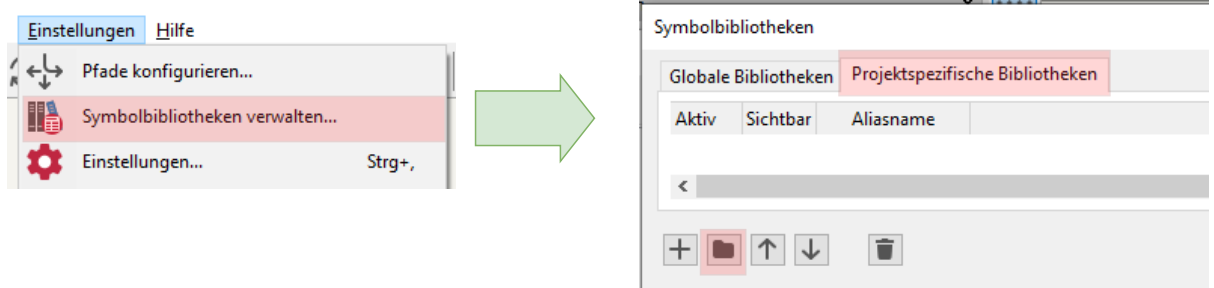 Einstellungen Hilfe
Pfade konfigurieren...
Symbolbibliotheken verwalten...
Einstellungen... Strg+,
Symbolbibliotheken
Globale Bibliotheken Projektspezifische Bibliotheken
Aktiv Sichtbar Aliasname